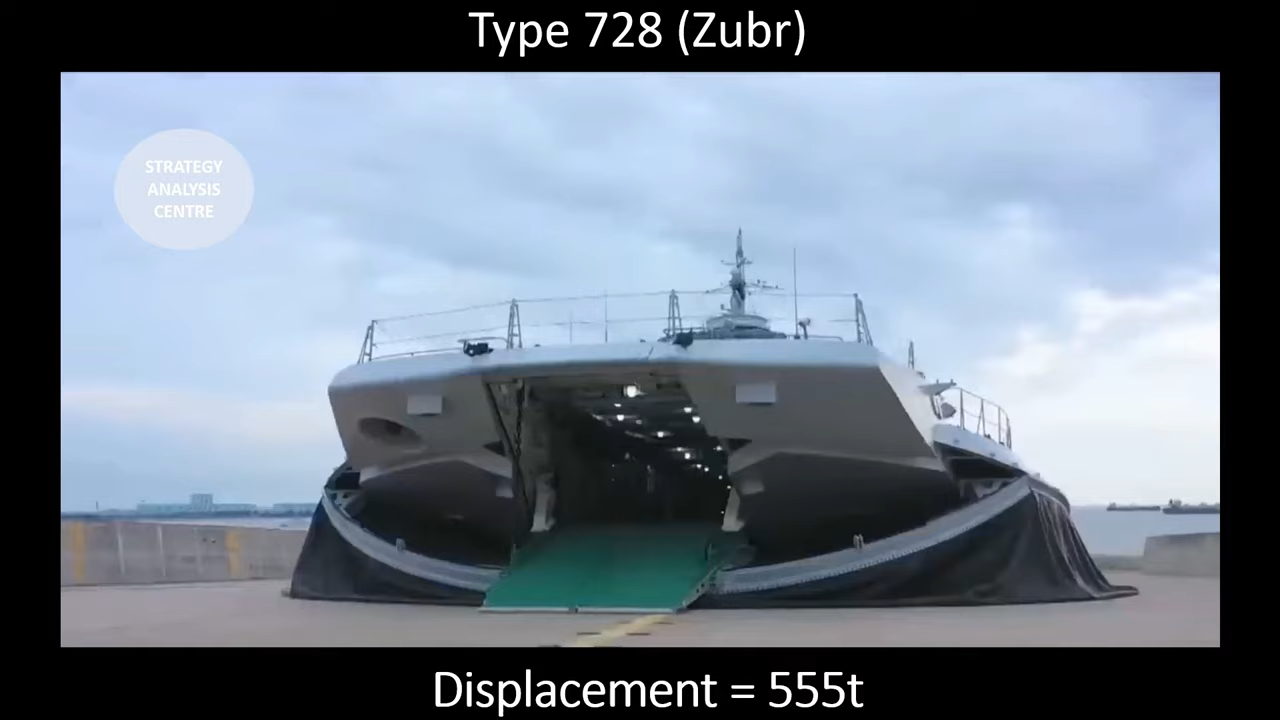 Type 728 (Zubr)
STRATEGY
ANALYSIS
CENTRE
Displacement = 555t